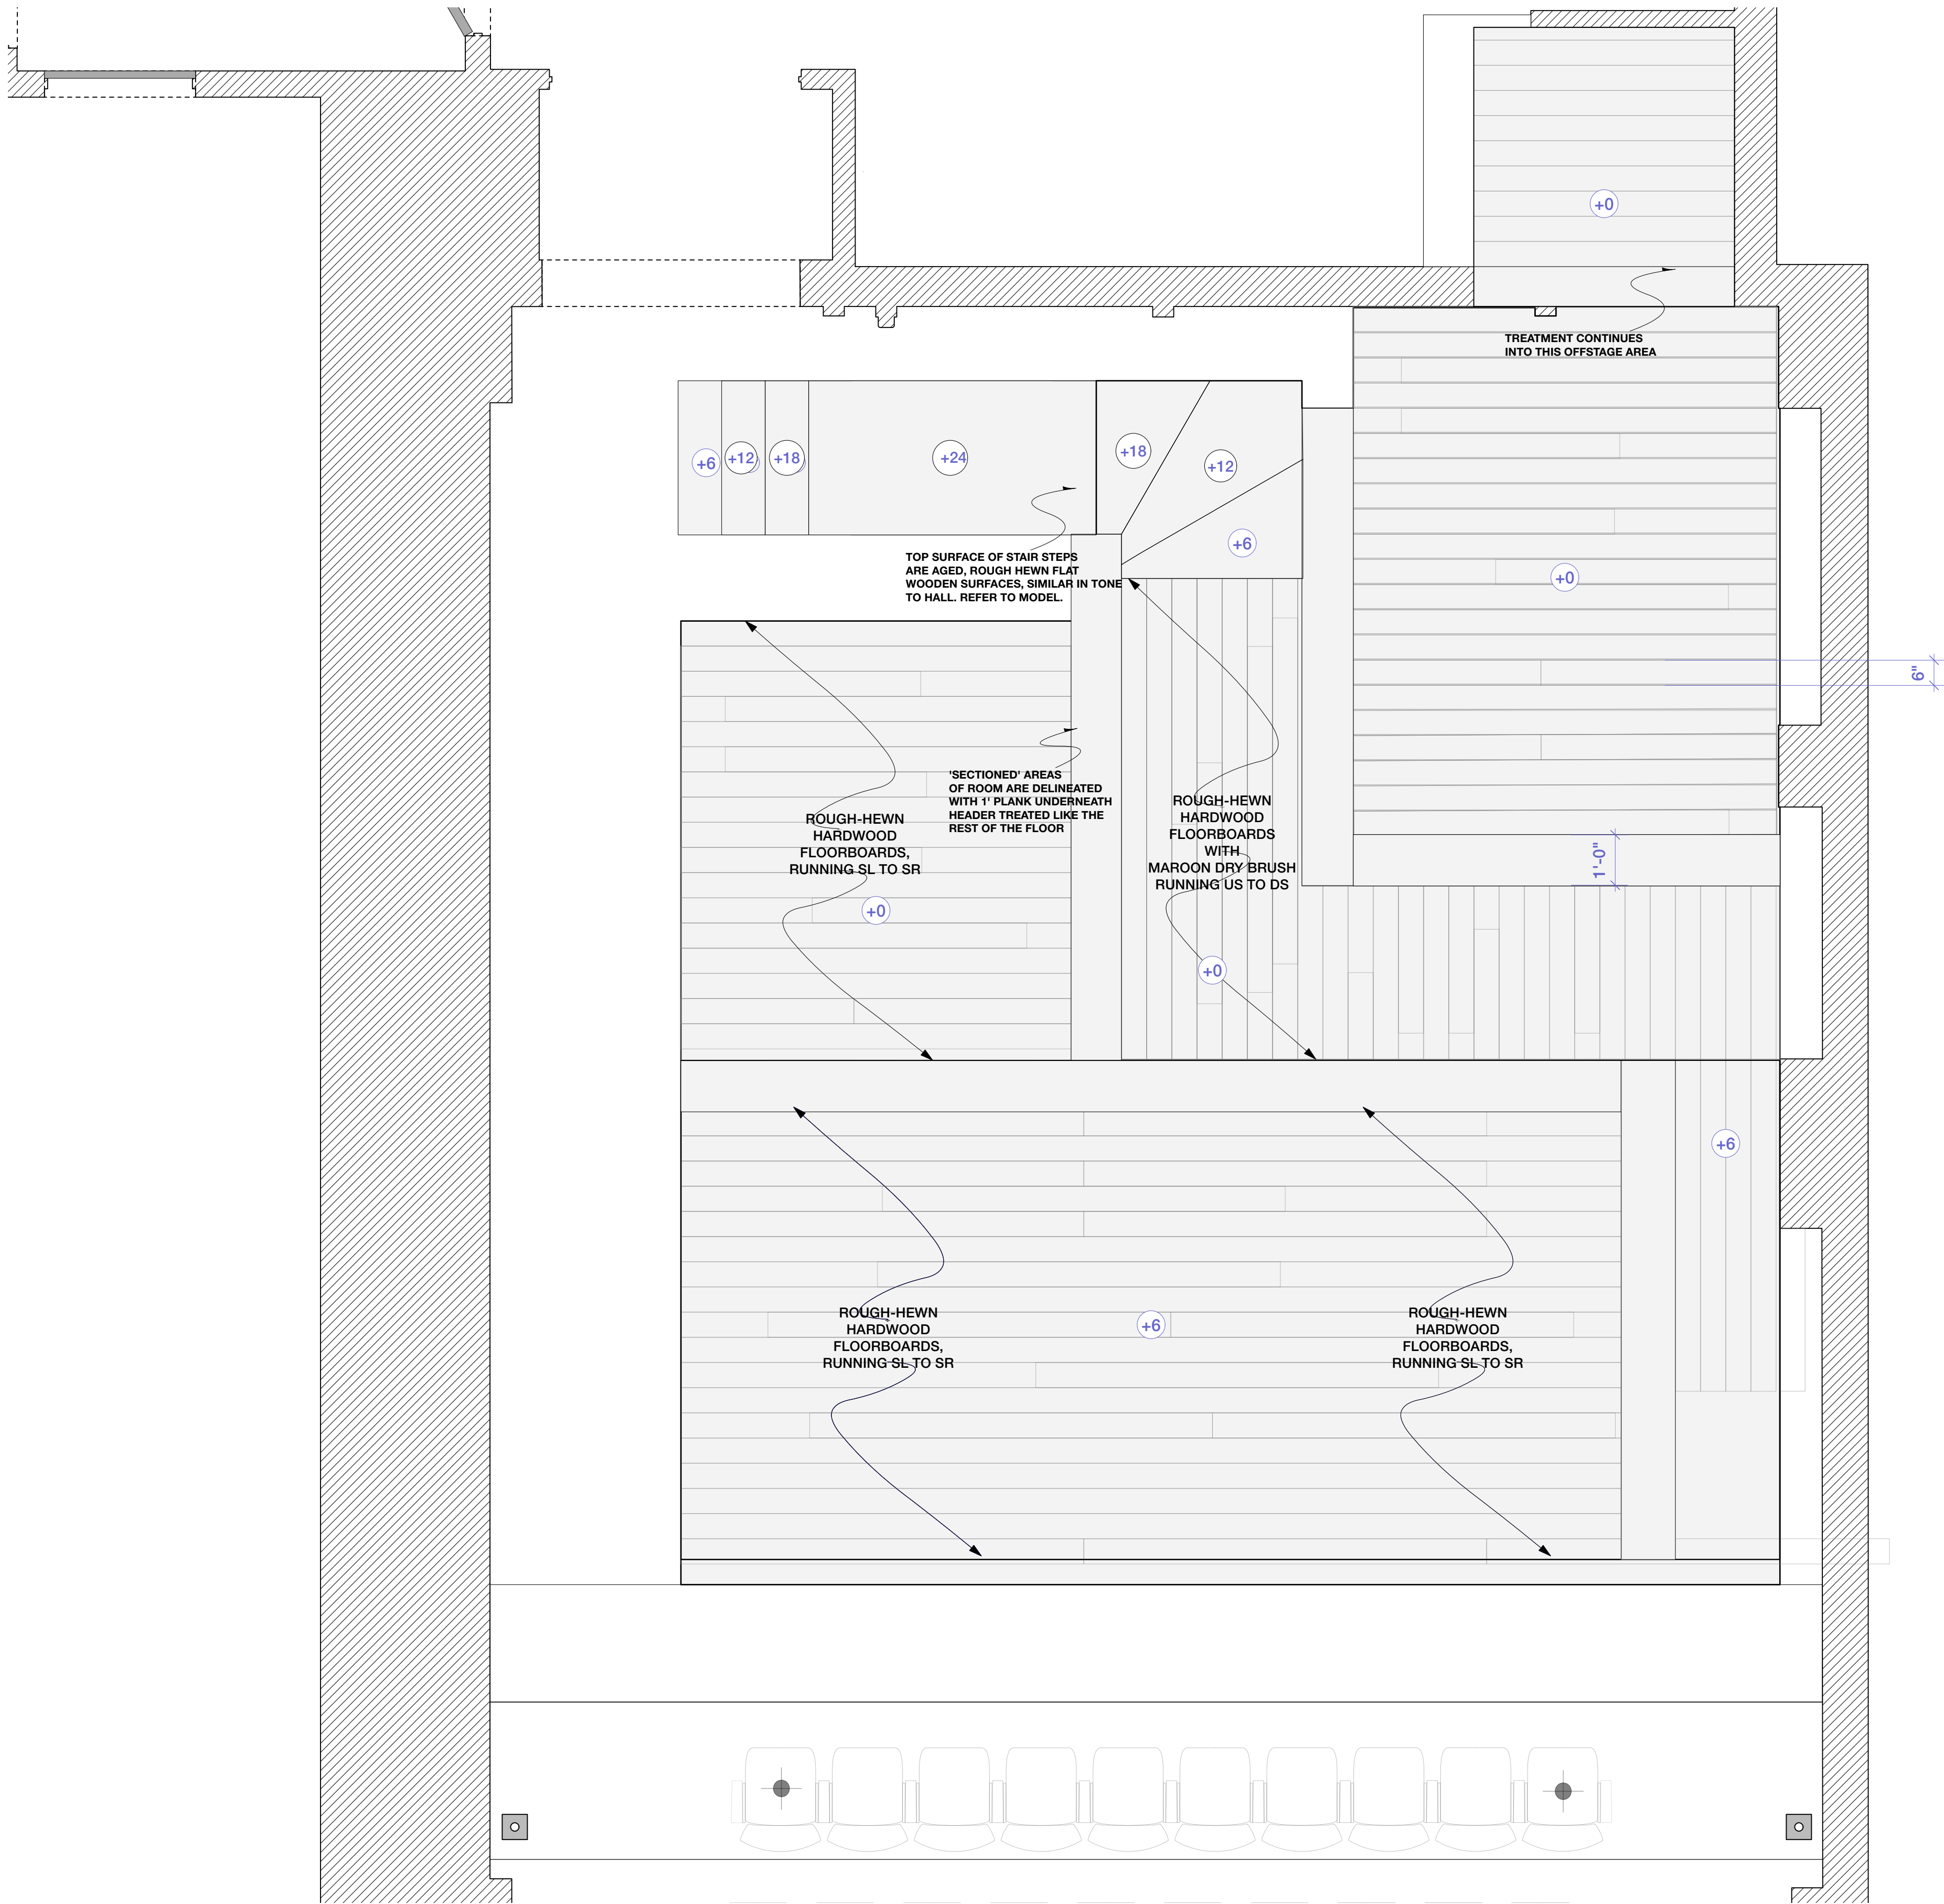 +0
TREATMENT CONTINUES
INTO THIS OFFSTAGE AREA
+6
+12
+18
+24
+18
+12
+6
TOP SURFACE OF STAIR STEPS
ARE AGED, ROUGH HEWN FLAT
WOODEN SURFACES, SIMILAR IN TONE
TO HALL. REFER TO MODEL.
+0
6"
'SECTIONED' AREAS
OF ROOM ARE DELINEATED
WITH 1' PLANK UNDERNEATH
HEADER TREATED LIKE THE
REST OF THE FLOOR
ROUGH-HEWN
HARDWOOD
FLOORBOARDS,
RUNNING SL TO SR
+0
ROUGH-HEWN
HARDWOOD
FLOORBOARDS
WITH
MAROON DRY BRUSH
RUNNING US TO DS
+0
1'-0"
+6
ROUGH-HEWN
HARDWOOD
FLOORBOARDS,
RUNNING SL TO SR
+6
ROUGH-HEWN
HARDWOOD
FLOORBOARDS,
RUNNING SL TO SR